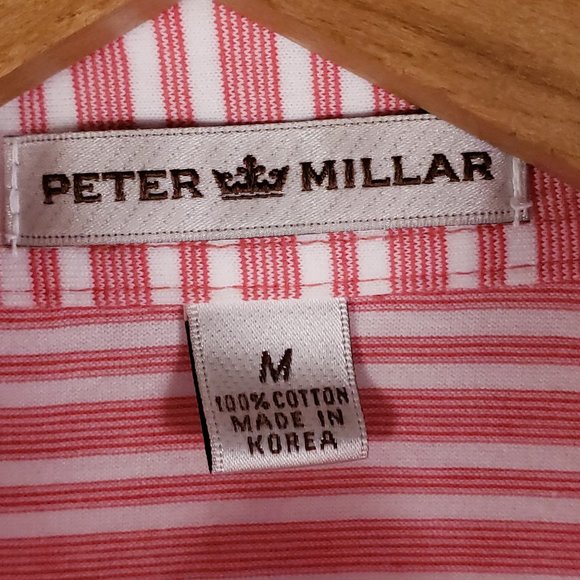 PETER MILLAR
M
100% COTTON
MADE IN
KOREA